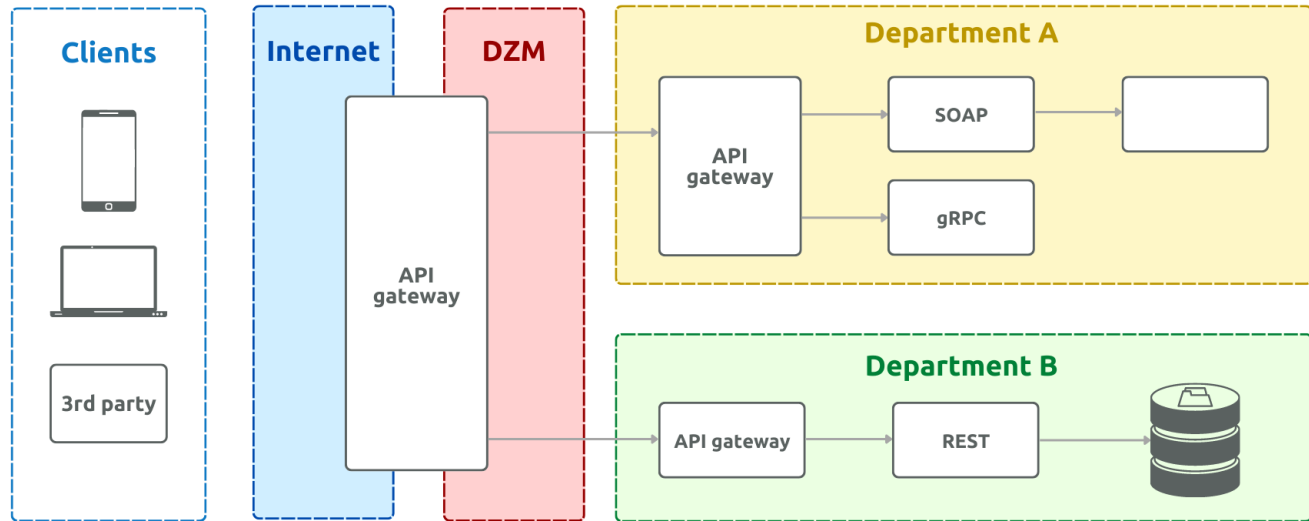 Clients
3rd party
Internet
DZM
API
gateway
Department A
API
gateway
SOAP
gRPC
Department B
API gateway
REST